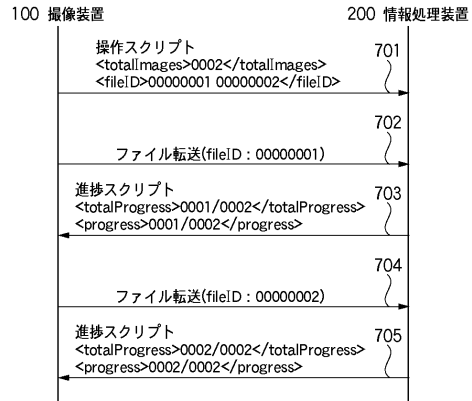 100 撮像装置
200 情報処理装置
操作スクリプト
<totalImages>0002</totalImages>
<fileID>00000001 00000002</fileID>
701
702
ファイル転送(fileID：00000001)
進捗スクリプト
<totalProgress>0001/0002</totalProgress>
<progress>0001/0002</progress>
703
704
ファイル転送(fileID：00000002)
進捗スクリプト
<totalProgress>0002/0002</totalProgress>
<progress>0002/0002</progress>
705